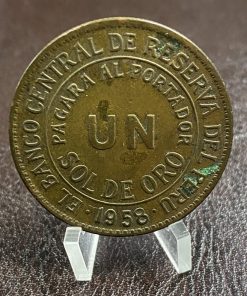 EL BANCO CENTRAL DE RESERVA DEL PERU
PAGARA AL PORTADOR
UN
SOL DE ORO
· 1958 ·